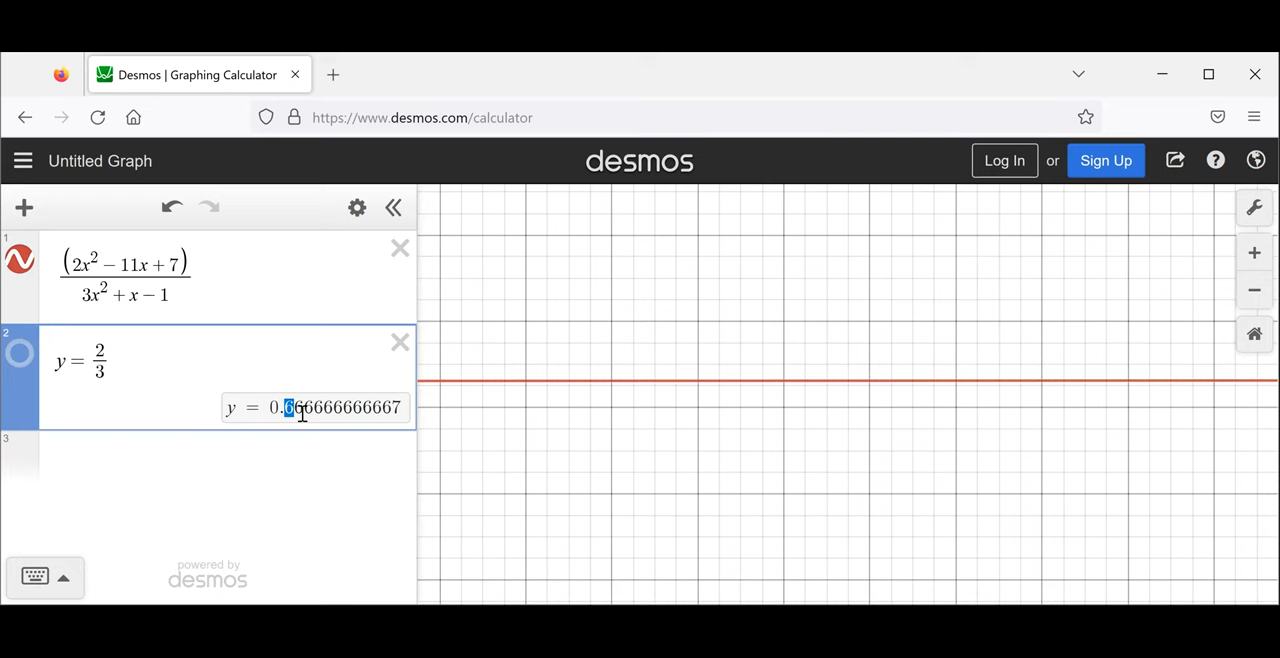 Desmos | Graphing Calculator
https://www.desmos.com/calculator
Untitled Graph
desmos
Log In or Sign Up
1
(2x² − 11x + 7)
3x² + x − 1
2
y = 2/3
y = 0.666666666667
3
powered by
desmos